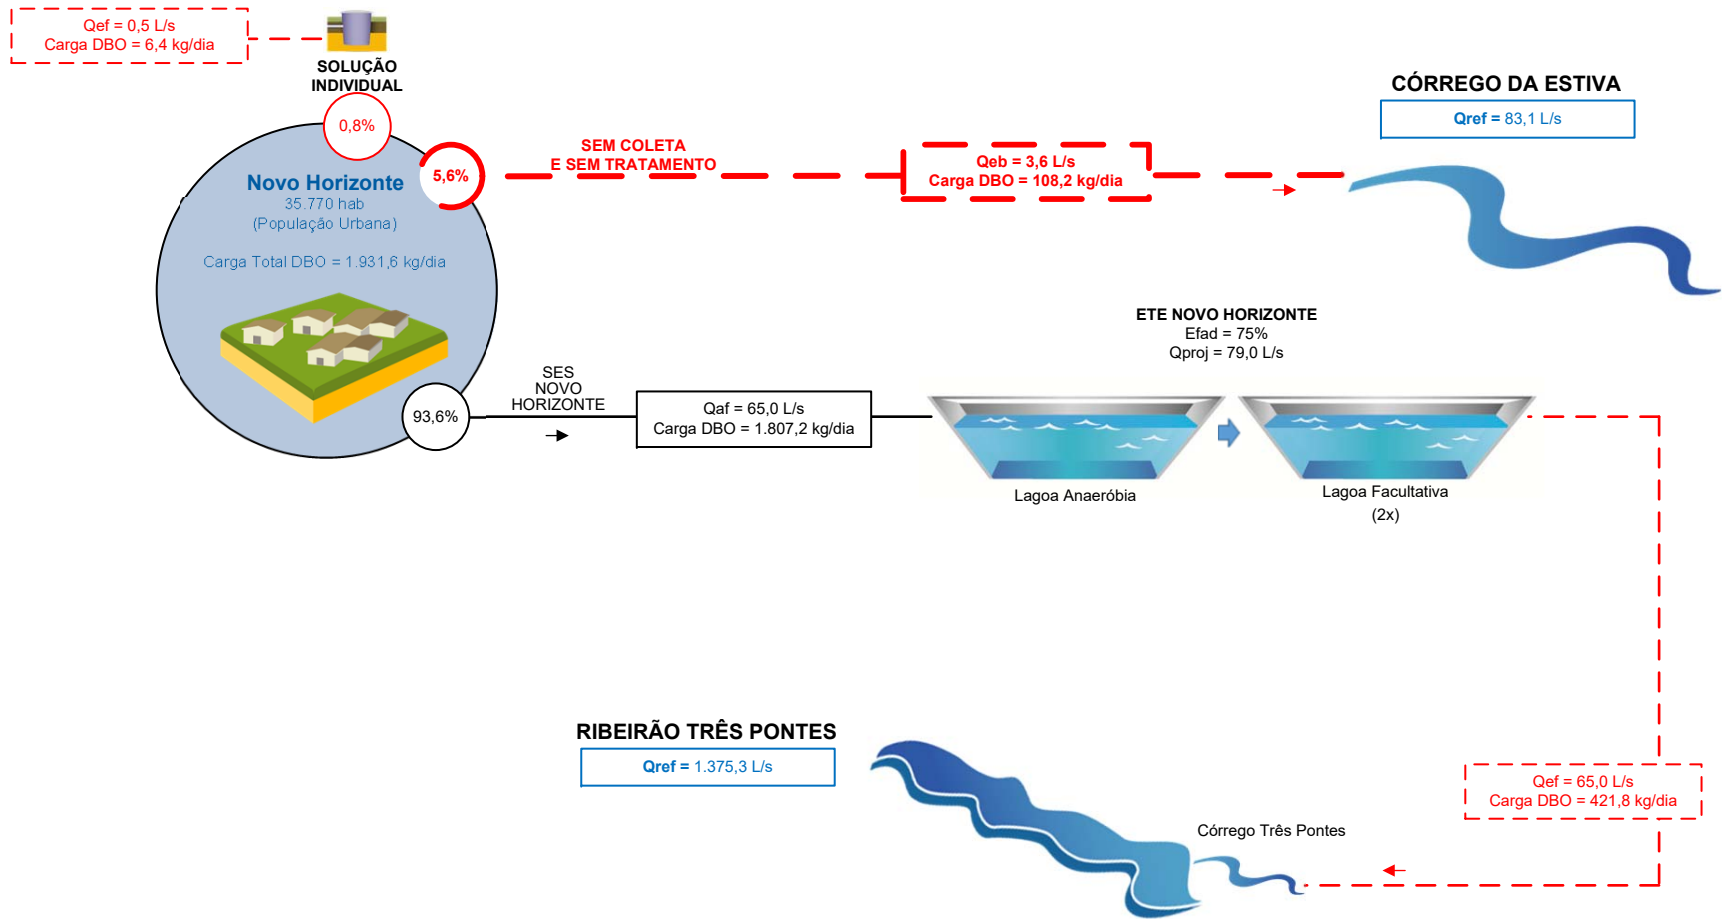 Qef = 0,5 L/s
Carga DBO = 6,4 kg/dia
SOLUÇÃO
INDIVIDUAL
0,8%
CÓRREGO DA ESTIVA
Qref = 83,1 L/s
SEM COLETA
E SEM TRATAMENTO
Qeb = 3,6 L/s
Carga DBO = 108,2 kg/dia
5,6%
Novo Horizonte
35.770 hab
(População Urbana)
Carga Total DBO = 1.931,6 kg/dia
ETE NOVO HORIZONTE
Efad = 75%
Qproj = 79,0 L/s
93,6%
SES
NOVO
HORIZONTE
Qaf = 65,0 L/s
Carga DBO = 1.807,2 kg/dia
Lagoa Anaeróbia
Lagoa Facultativa
(2x)
RIBEIRÃO TRÊS PONTES
Qref = 1.375,3 L/s
Qef = 65,0 L/s
Carga DBO = 421,8 kg/dia
Córrego Três Pontes